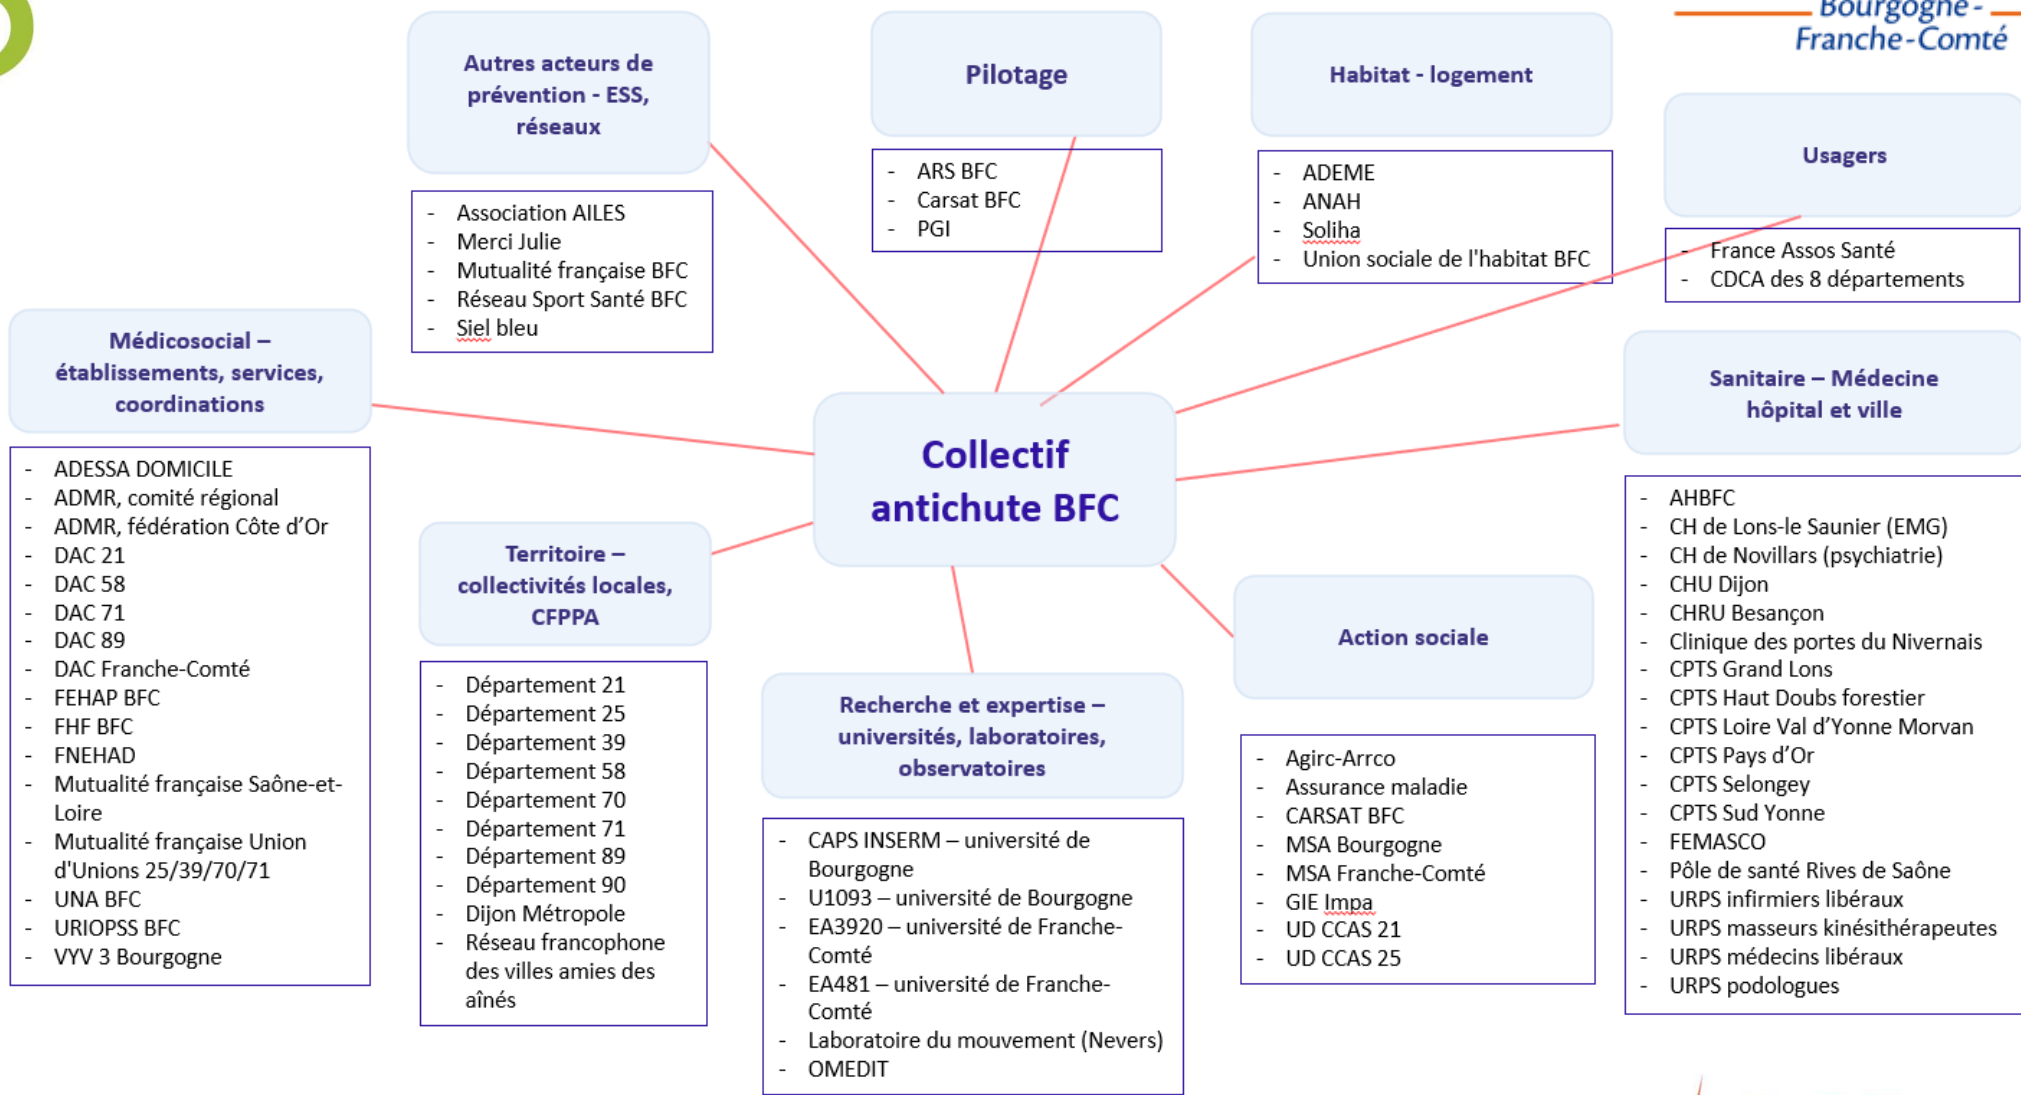 Bourgogne -
Franche-Comté
Autres acteurs de
prévention - ESS,
réseaux
- Association AILES
- Merci Julie
- Mutualité française BFC
- Réseau Sport Santé BFC
- Siel bleu
Pilotage
- ARS BFC
- Carsat BFC
- PGI
Habitat - logement
- ADEME
- ANAH
- Soliha
- Union sociale de l'habitat BFC
Usagers
- France Assos Santé
- CDCA des 8 départements
Médicosocial –
établissements, services,
coordinations
- ADESSA DOMICILE
- ADMR, comité régional
- ADMR, fédération Côte d’Or
- DAC 21
- DAC 58
- DAC 71
- DAC 89
- DAC Franche-Comté
- FEHAP BFC
- FHF BFC
- FNEHAD
- Mutualité française Saône-et-
Loire
- Mutualité française Union
d'Unions 25/39/70/71
- UNA BFC
- URIOPSS BFC
- VYV 3 Bourgogne
Collectif
antichute BFC
Sanitaire – Médecine
hôpital et ville
- AHBFC
- CH de Lons-le Saunier (EMG)
- CH de Novillars (psychiatrie)
- CHU Dijon
- CHRU Besançon
- Clinique des portes du Nivernais
- CPTS Grand Lons
- CPTS Haut Doubs forestier
- CPTS Loire Val d’Yonne Morvan
- CPTS Pays d’Or
- CPTS Selongey
- CPTS Sud Yonne
- FEMASCO
- Pôle de santé Rives de Saône
- URPS infirmiers libéraux
- URPS masseurs kinésithérapeutes
- URPS médecins libéraux
- URPS podologues
Territoire –
collectivités locales,
CFPPA
- Département 21
- Département 25
- Département 39
- Département 58
- Département 70
- Département 71
- Département 89
- Département 90
- Dijon Métropole
- Réseau francophone
des villes amies des
aînés
Recherche et expertise –
universités, laboratoires,
observatoires
- CAPS INSERM – université de
Bourgogne
- U1093 – université de Bourgogne
- EA3920 – université de Franche-
Comté
- EA481 – université de Franche-
Comté
- Laboratoire du mouvement (Nevers)
- OMEDIT
Action sociale
- Agirc-Arrco
- Assurance maladie
- CARSAT BFC
- MSA Bourgogne
- MSA Franche-Comté
- GIE Impa
- UD CCAS 21
- UD CCAS 25